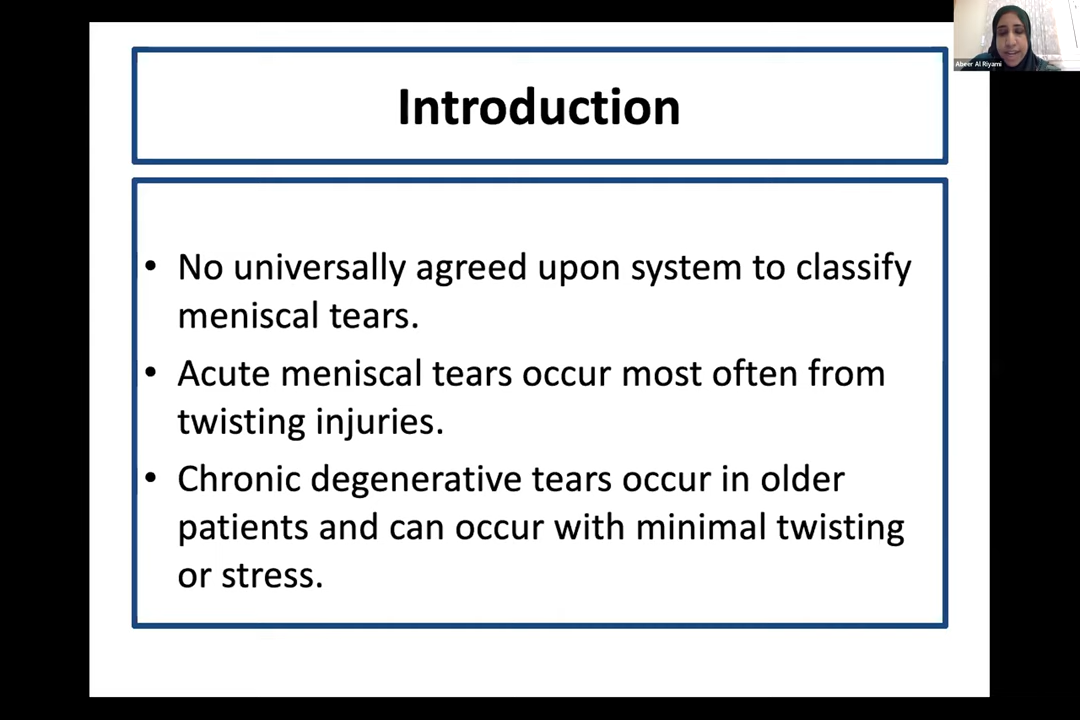 Introduction
• No universally agreed upon system to classify
meniscal tears.
• Acute meniscal tears occur most often from
twisting injuries.
• Chronic degenerative tears occur in older
patients and can occur with minimal twisting
or stress.
Abeer Al Riyami